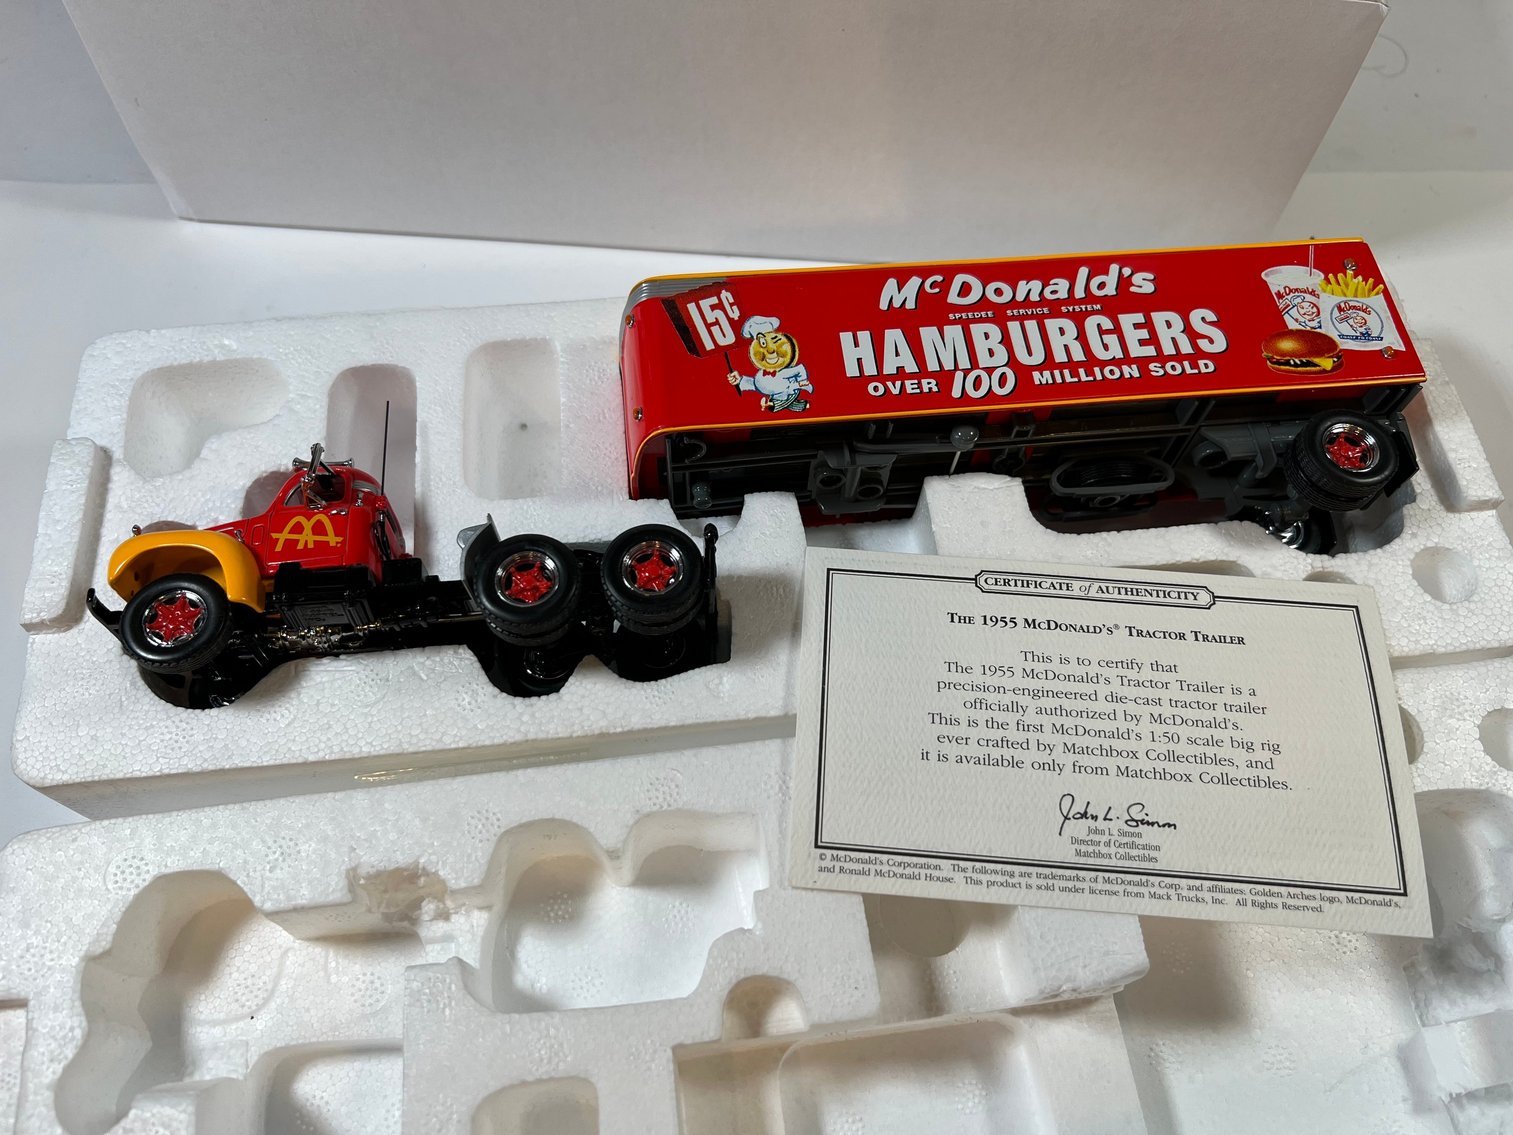 15¢
McDonald's
SPEEDEE SERVICE SYSTEM
HAMBURGERS
OVER 100 MILLION SOLD
McDonald's
McDonald's
COAST TO COAST
CERTIFICATE of AUTHENTICITY
THE 1955 MCDONALD'S® TRACTOR TRAILER
This is to certify that
The 1955 McDonald's Tractor Trailer is a
precision-engineered die-cast tractor trailer
officially authorized by McDonald's.
This is the first McDonald's 1:50 scale big rig
ever crafted by Matchbox Collectibles, and
it is available only from Matchbox Collectibles.
John L. Simon
John L. Simon
Director of Certification
Matchbox Collectibles
© McDonald's Corporation. The following are trademarks of McDonald's Corp. and affiliates: Golden Arches logo, McDonald's,
and Ronald McDonald House. This product is sold under license from Mack Trucks, Inc. All Rights Reserved.